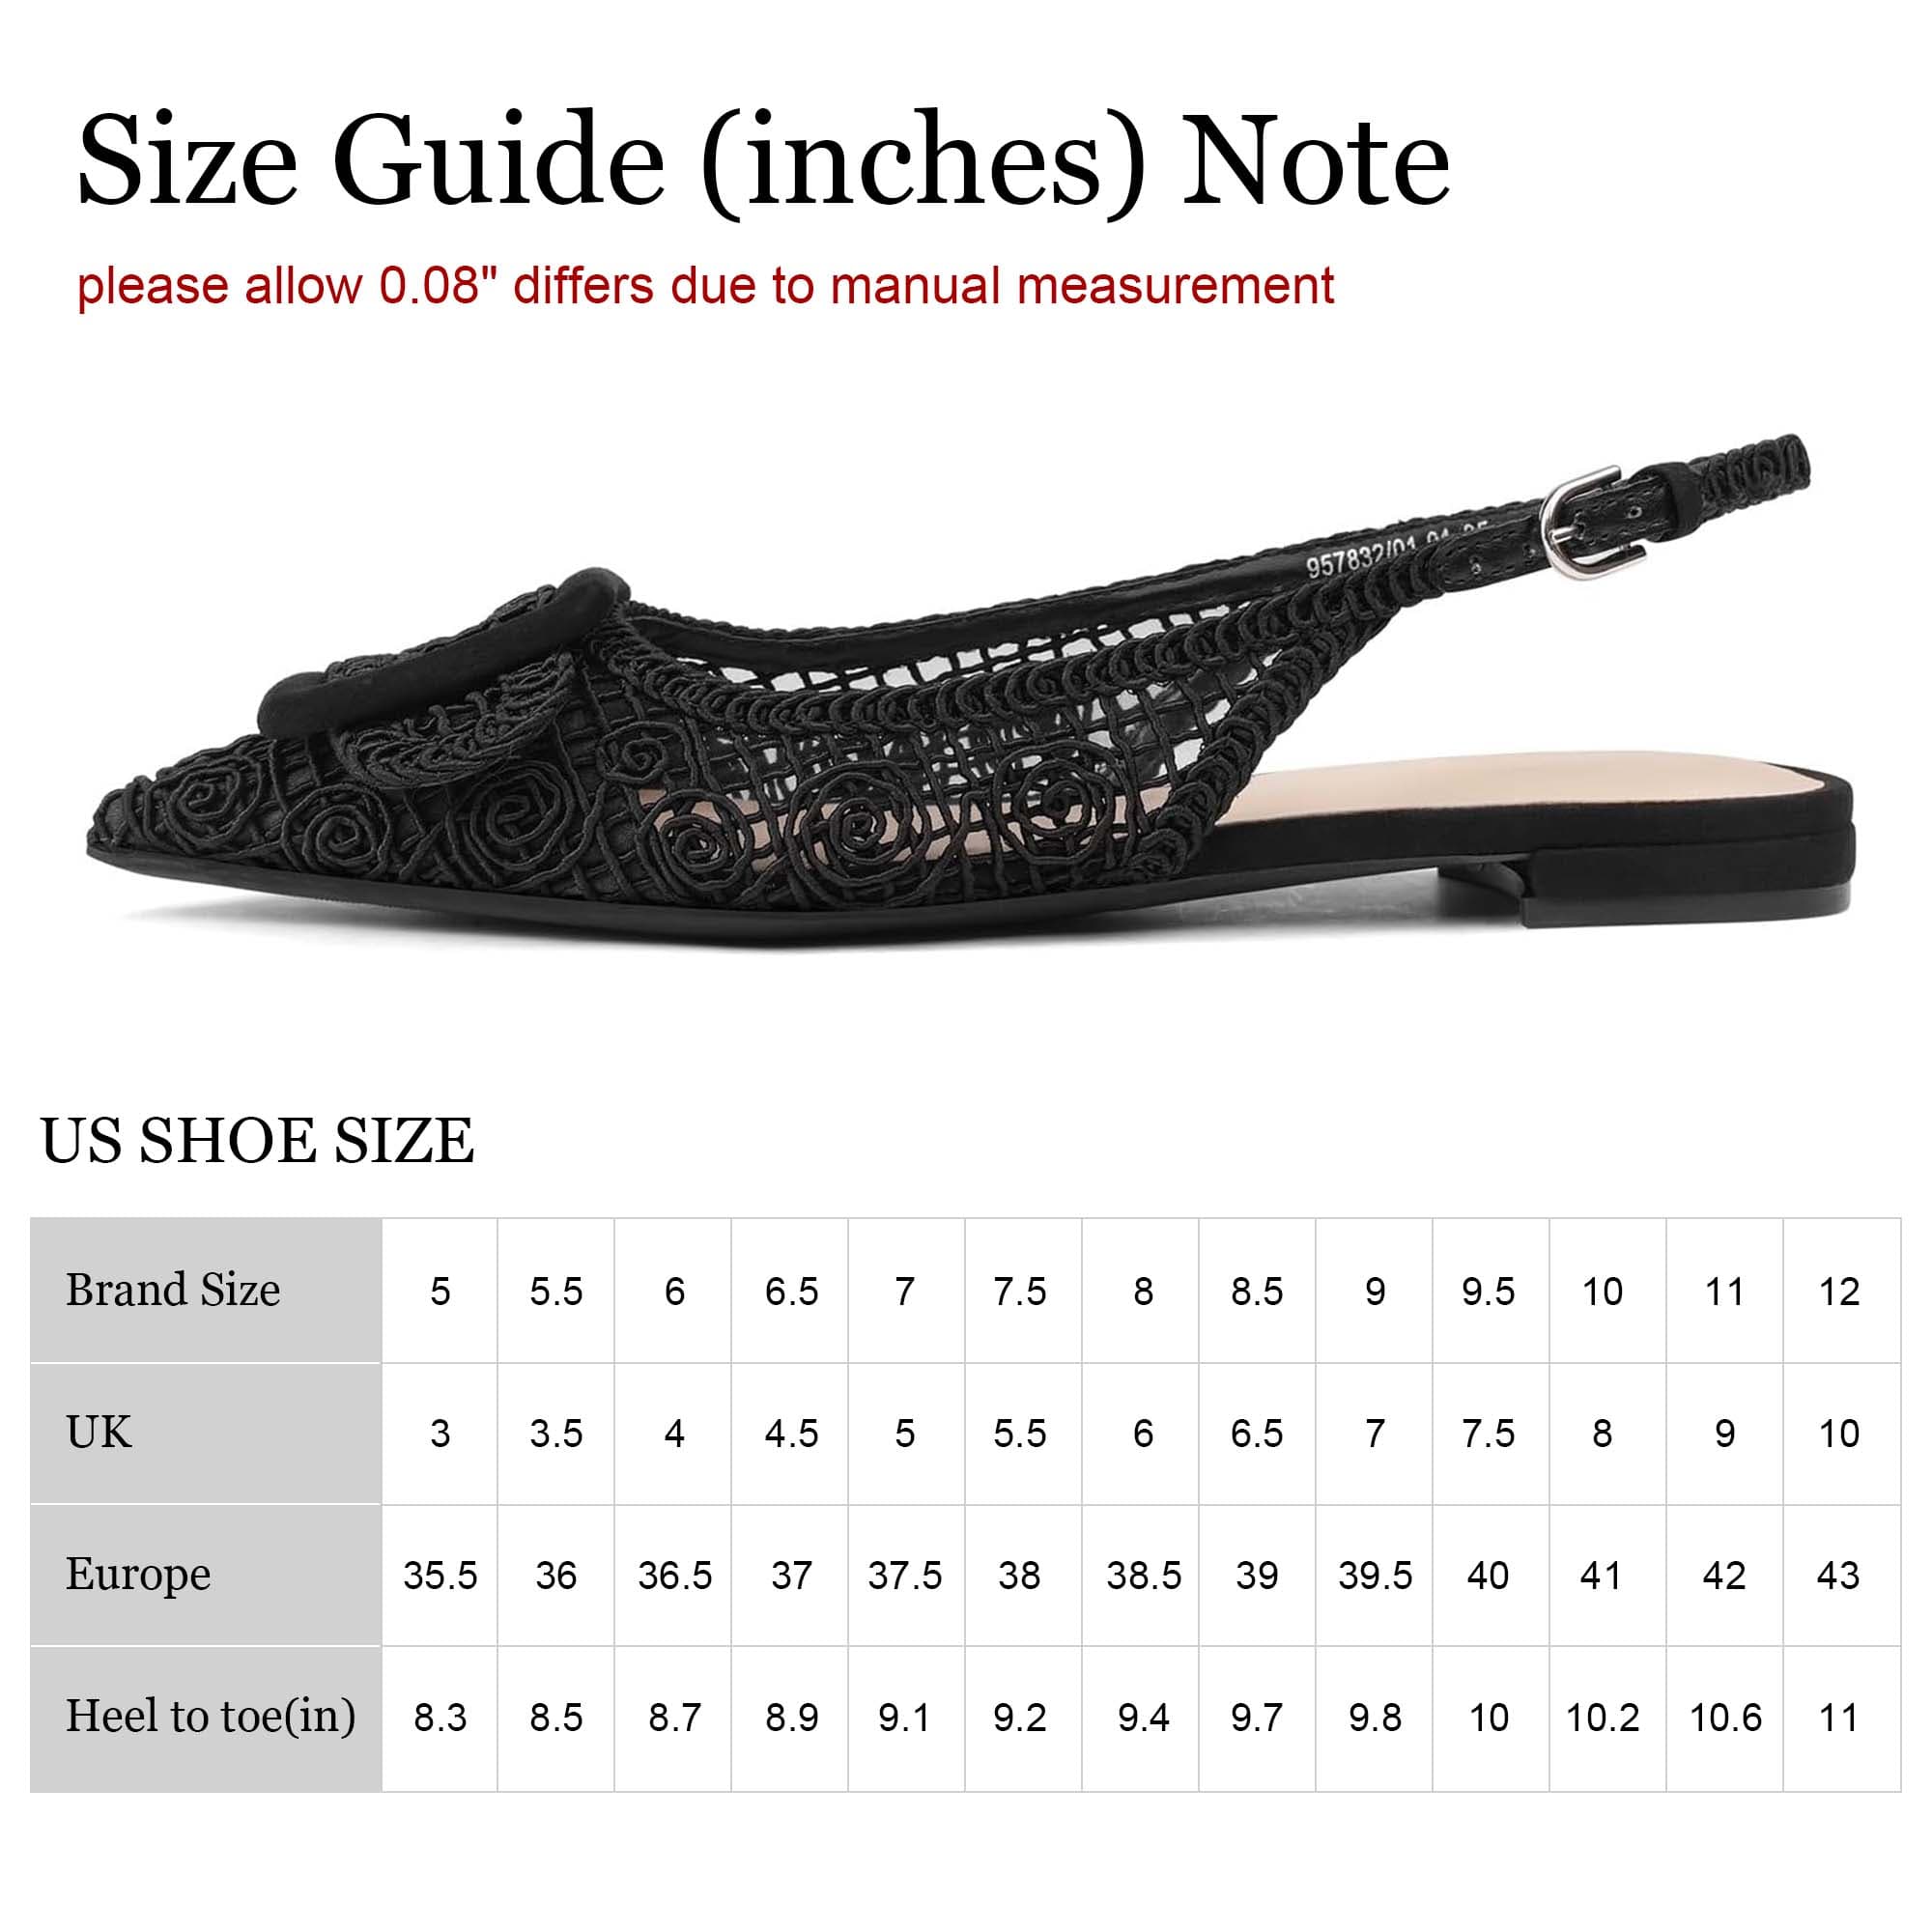 Size Guide (inches) Note
please allow 0.08" differs due to manual measurement
957832/01 01
US SHOE SIZE
Brand Size 5 5.5 6 6.5 7 7.5 8 8.5 9 9.5 10 11 12
UK 3 3.5 4 4.5 5 5.5 6 6.5 7 7.5 8 9 10
Europe 35.5 36 36.5 37 37.5 38 38.5 39 39.5 40 41 42 43
Heel to toe(in) 8.3 8.5 8.7 8.9 9.1 9.2 9.4 9.7 9.8 10 10.2 10.6 11